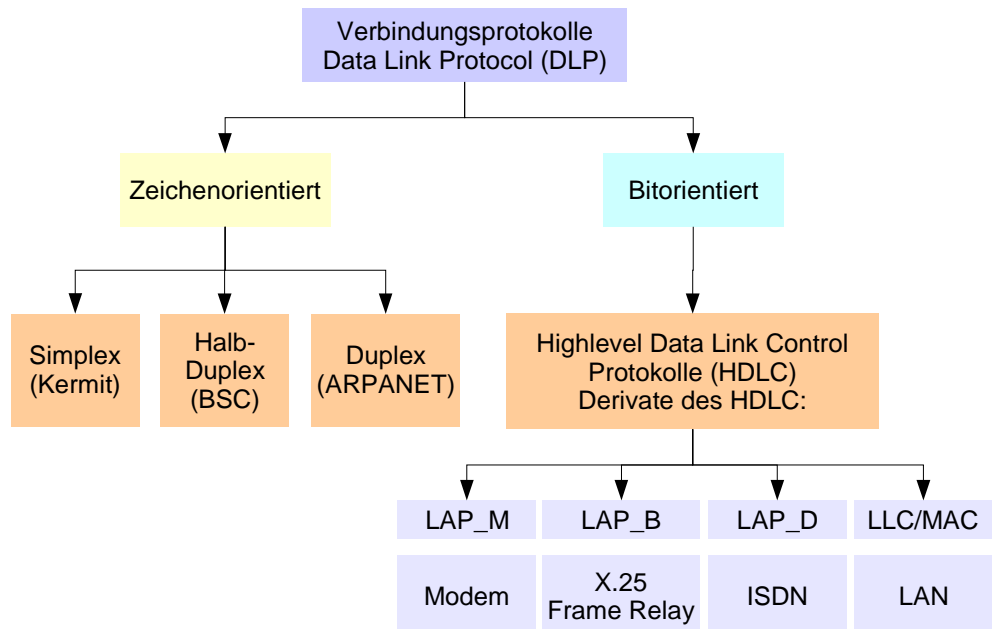 Verbindungsprotokolle
Data Link Protocol (DLP)
Zeichenorientiert
Bitorientiert
Simplex
(Kermit)
Halb-
Duplex
(BSC)
Duplex
(ARPANET)
Highlevel Data Link Control
Protokolle (HDLC)
Derivate des HDLC:
LAP_M
LAP_B
LAP_D
LLC/MAC
Modem
X.25
Frame Relay
ISDN
LAN